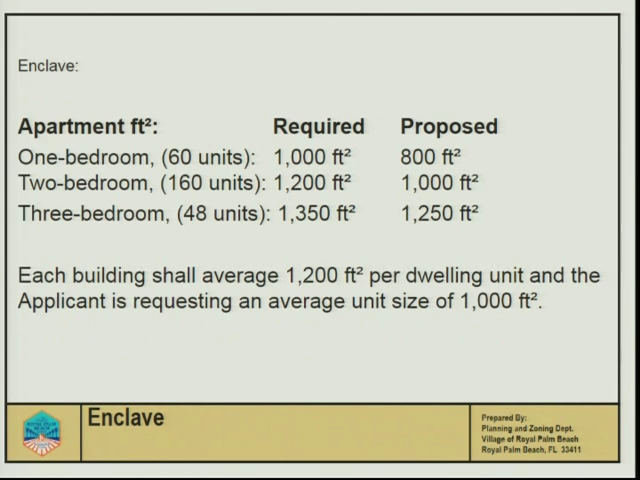 Enclave:
Apartment ft²: Required Proposed
One-bedroom, (60 units): 1,000 ft² 800 ft²
Two-bedroom, (160 units): 1,200 ft² 1,000 ft²
Three-bedroom, (48 units): 1,350 ft² 1,250 ft²
Each building shall average 1,200 ft² per dwelling unit and the
Applicant is requesting an average unit size of 1,000 ft².
Enclave
Prepared By:
Planning and Zoning Dept.
Village of Royal Palm Beach
Royal Palm Beach, FL 33411